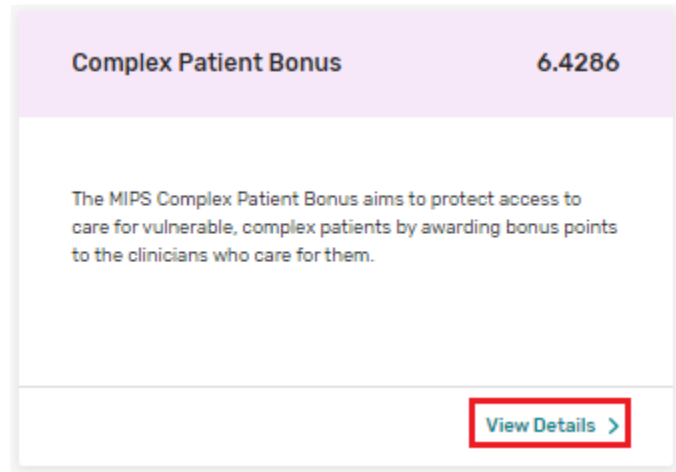 Complex Patient Bonus 6.4286
The MIPS Complex Patient Bonus aims to protect access to
care for vulnerable, complex patients by awarding bonus points
to the clinicians who care for them.
View Details >